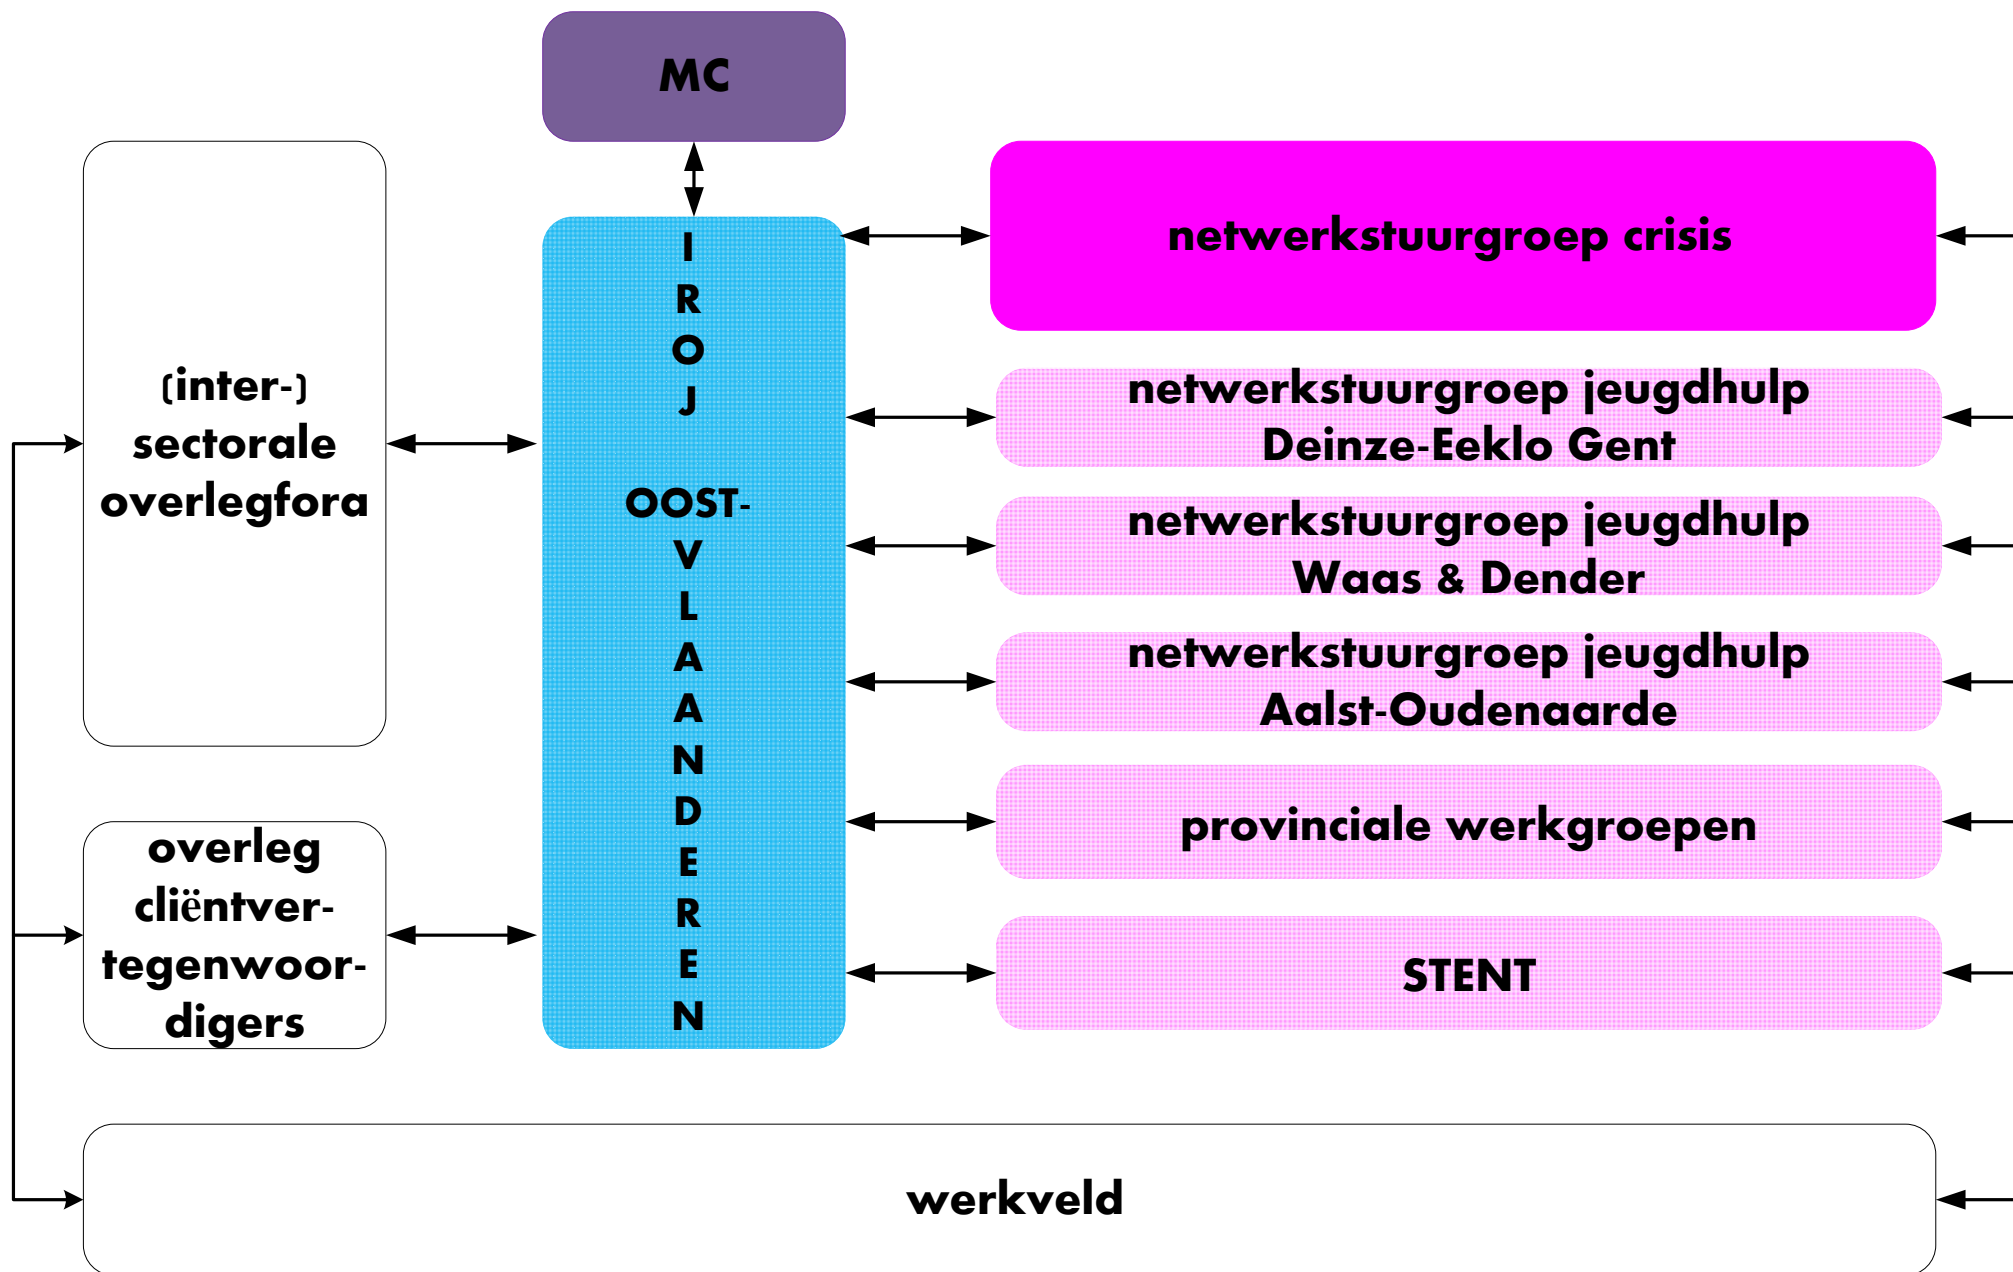 MC
(inter-)
sectorale
overlegfora
overleg
cliëntver-
tegenwoor-
digers
I
R
O
J
OOST-
V
L
A
A
N
D
E
R
E
N
netwerkstuurgroep crisis
netwerkstuurgroep jeugdhulp
Deinze-Eeklo Gent
netwerkstuurgroep jeugdhulp
Waas & Dender
netwerkstuurgroep jeugdhulp
Aalst-Oudenaarde
provinciale werkgroepen
STENT
werkveld